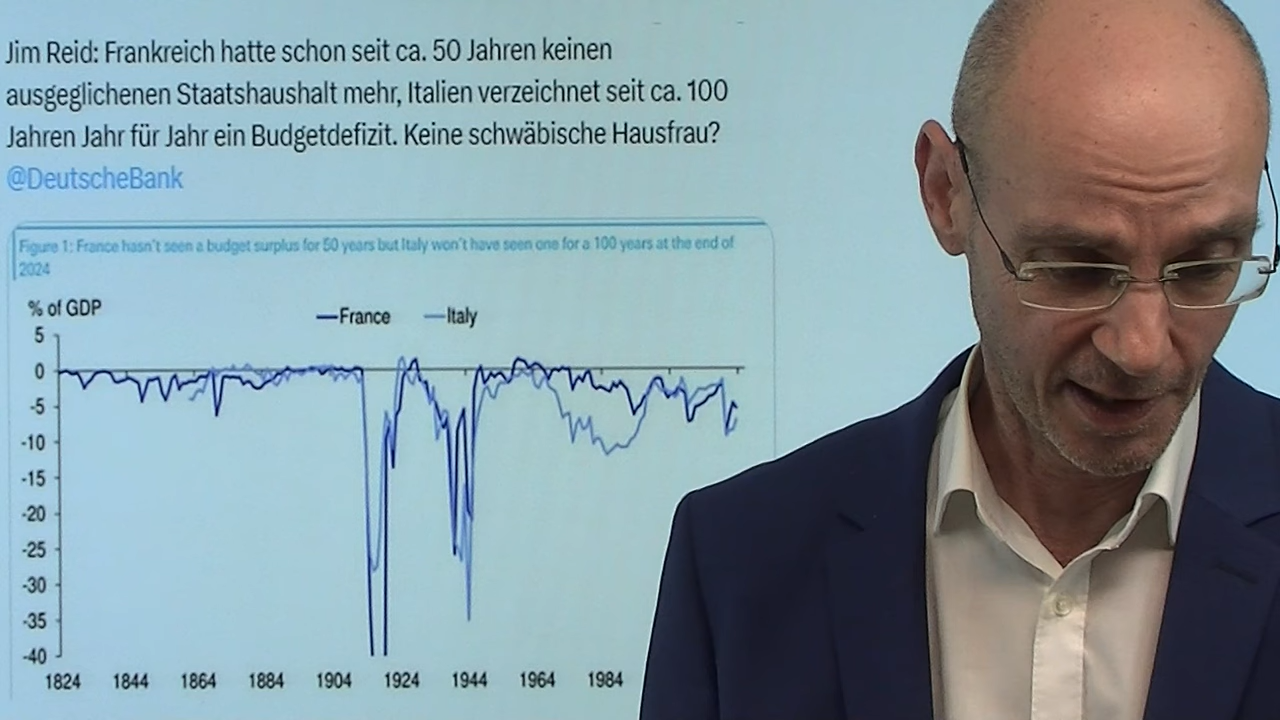 Jim Reid: Frankreich hatte schon seit ca. 50 Jahren keinen
ausgeglichenen Staatshaushalt mehr, Italien verzeichnet seit ca. 100
Jahren Jahr für Jahr ein Budgetdefizit. Keine schwäbische Hausfrau?
@DeutscheBank
Figure 1: France hasn't seen a budget surplus for 50 years but Italy won't have seen one for a 100 years at the end of
2024
% of GDP
France Italy
5
0
-5
-10
-15
-20
-25
-30
-35
-40
1824 1844 1864 1884 1904 1924 1944 1964 1984